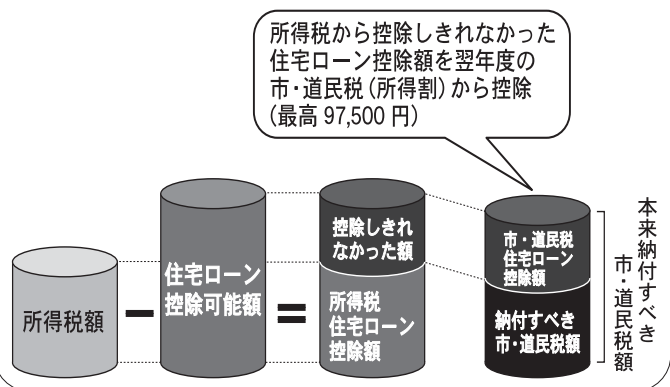 所得税から控除しきれなかった
住宅ローン控除額を翌年度の
市・道民税（所得割）から控除
（最高 97,500 円）
所得税額
－
住宅ローン
控除可能額
＝
控除しきれ
なかった額
所得税
住宅ローン
控除額
市・道民税
住宅ローン
控除額
納付すべき
市・道民税額
本来納付すべき
市・道民税額